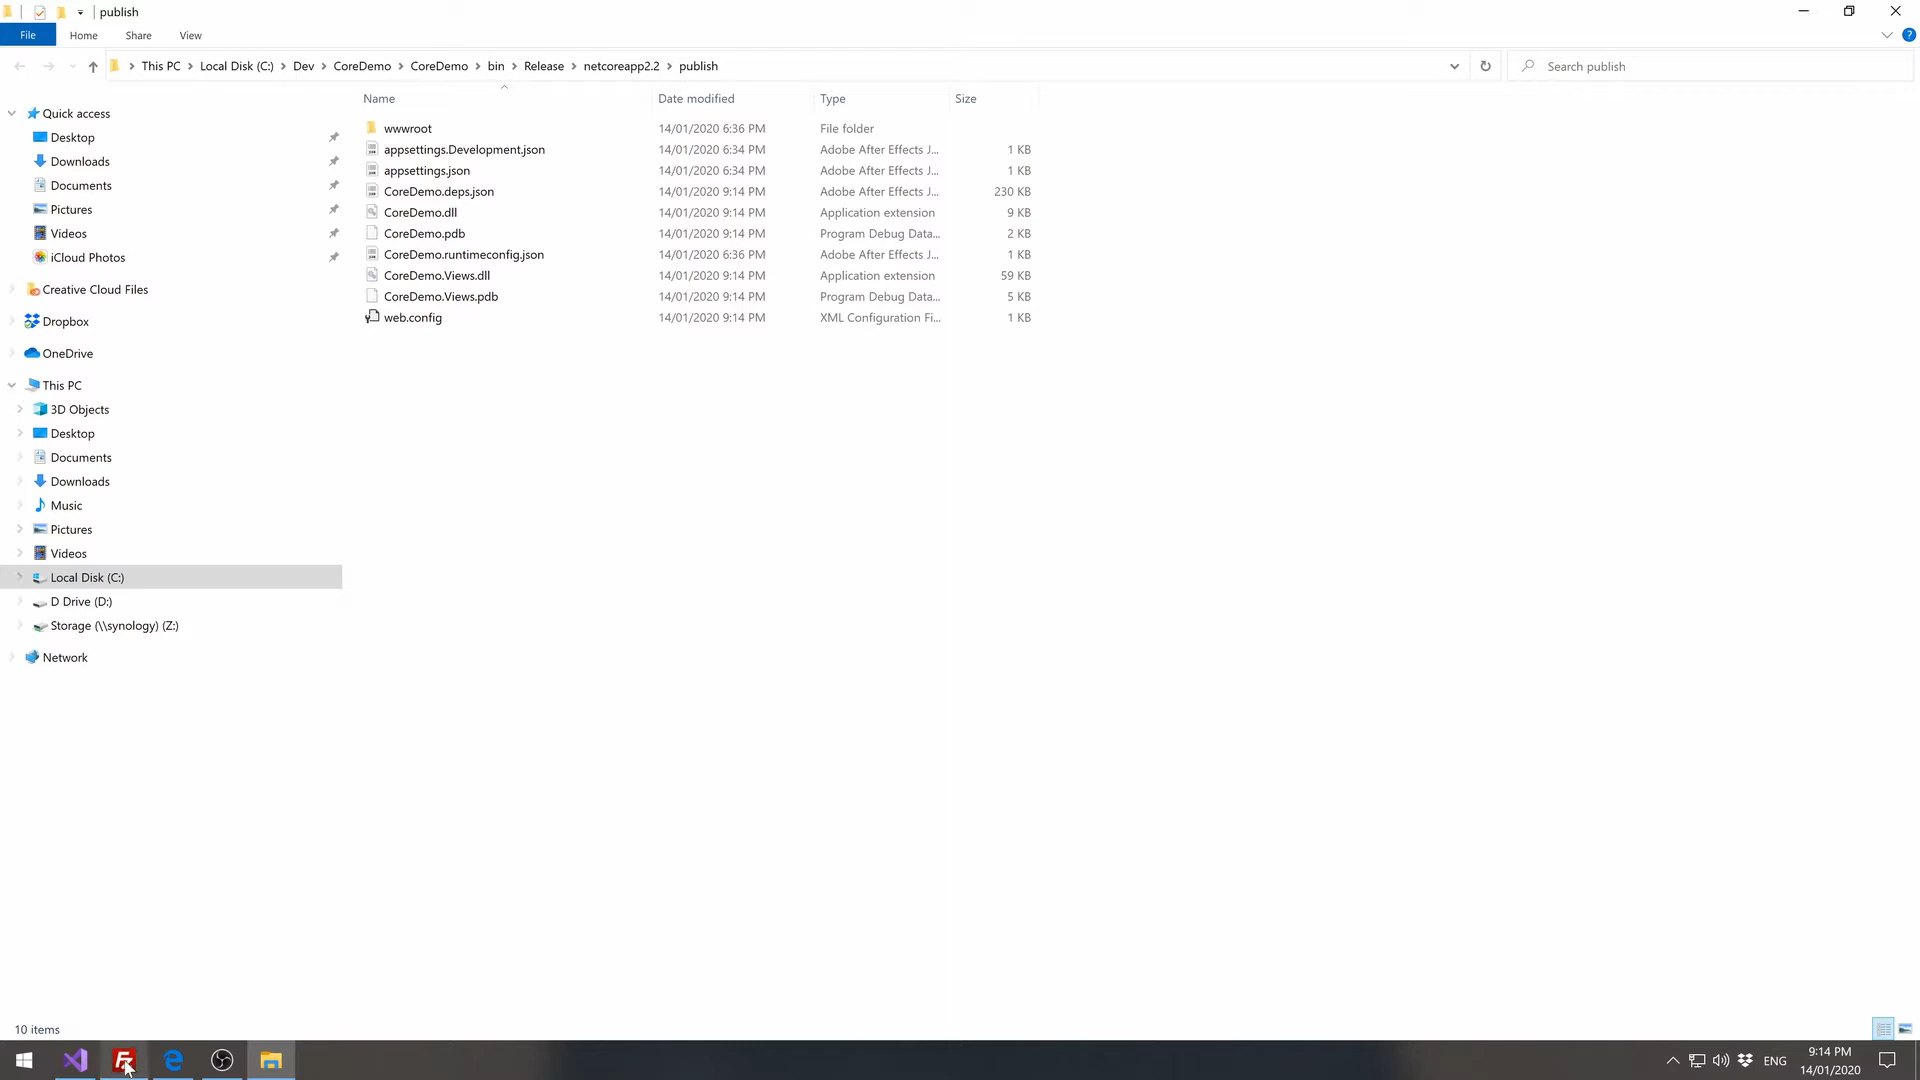 publish
File Home Share View
This PC Local Disk (C:) Dev CoreDemo CoreDemo bin Release netcoreapp2.2 publish Search publish
Name Date modified Type Size
Quick access
Desktop
Downloads
Documents
Pictures
Videos
iCloud Photos
Creative Cloud Files
Dropbox
OneDrive
This PC
3D Objects
Desktop
Documents
Downloads
Music
Pictures
Videos
Local Disk (C:)
D Drive (D:)
Storage (\\synology) (Z:)
Network
wwwroot 14/01/2020 6:36 PM File folder
appsettings.Development.json 14/01/2020 6:34 PM Adobe After Effects J... 1 KB
appsettings.json 14/01/2020 6:34 PM Adobe After Effects J... 1 KB
CoreDemo.deps.json 14/01/2020 9:14 PM Adobe After Effects J... 230 KB
CoreDemo.dll 14/01/2020 9:14 PM Application extension 9 KB
CoreDemo.pdb 14/01/2020 9:14 PM Program Debug Data... 2 KB
CoreDemo.runtimeconfig.json 14/01/2020 6:36 PM Adobe After Effects J... 1 KB
CoreDemo.Views.dll 14/01/2020 9:14 PM Application extension 59 KB
CoreDemo.Views.pdb 14/01/2020 9:14 PM Program Debug Data... 5 KB
web.config 14/01/2020 9:14 PM XML Configuration Fi... 1 KB
10 items
ENG
9:14 PM
14/01/2020